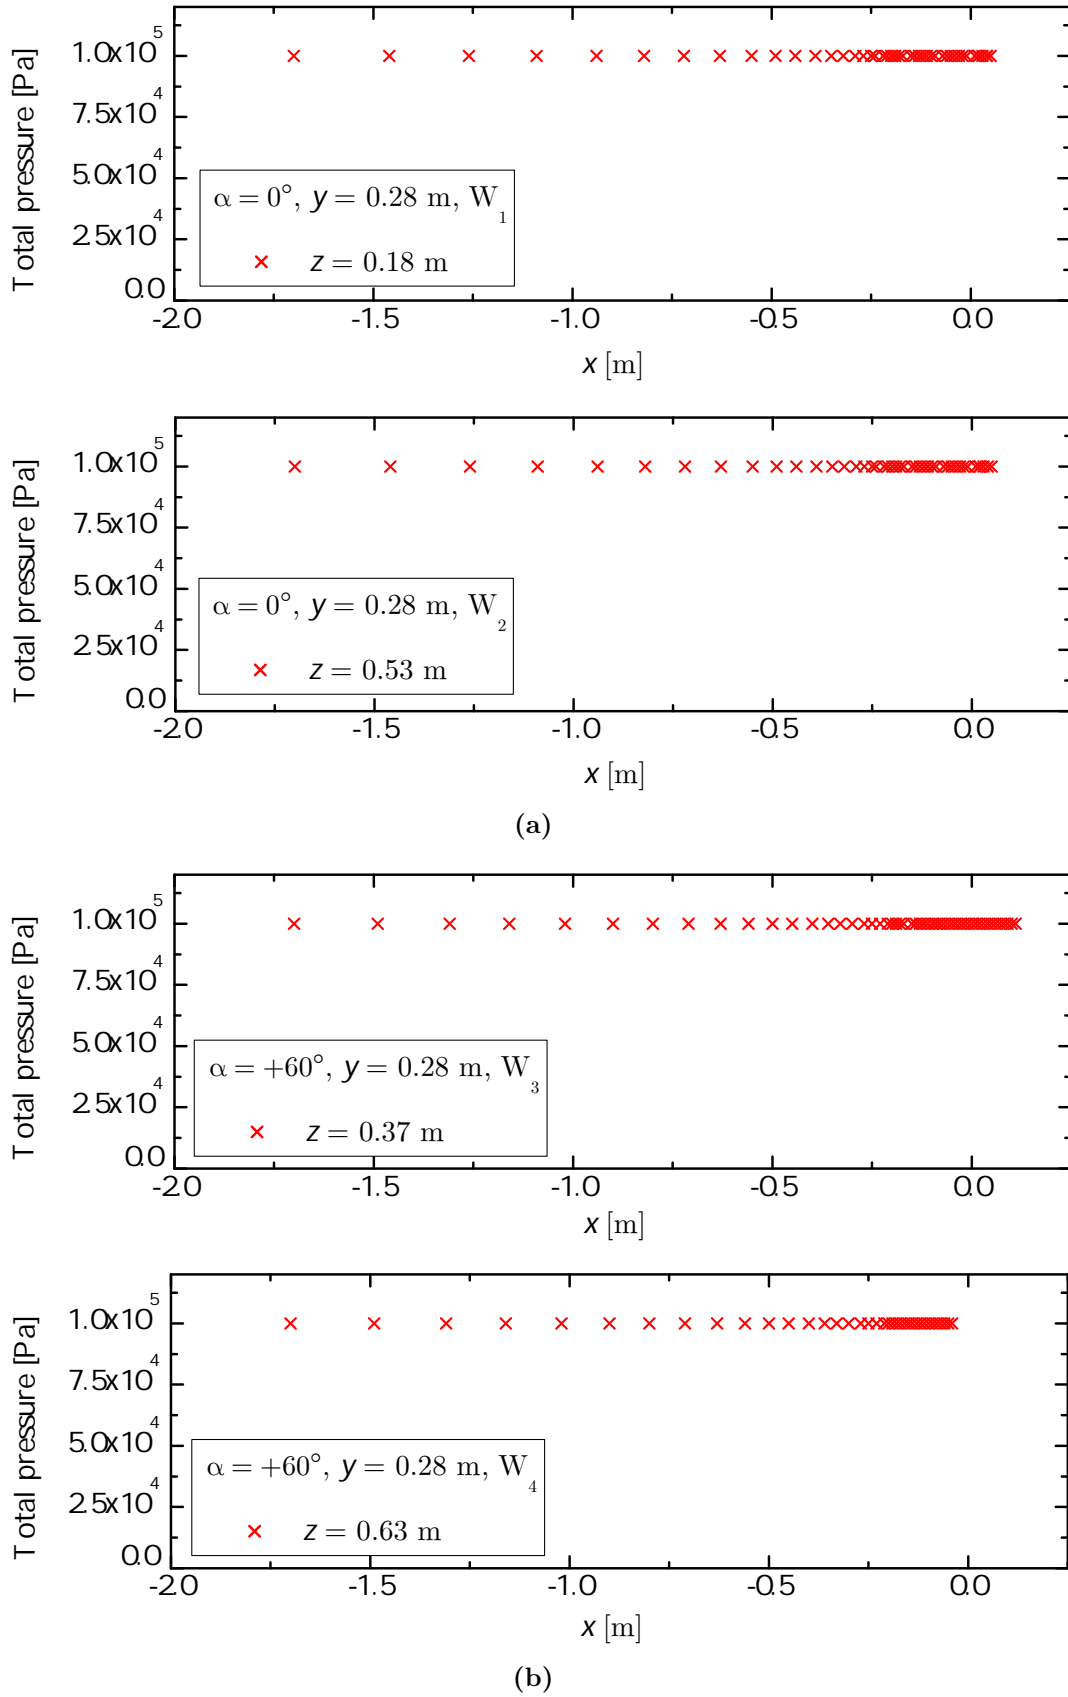 Total pressure [Pa]
1.0x10^5
7.5x10^4
5.0x10^4
2.5x10^4
0.0
α = 0°, y = 0.28 m, W_1
× z = 0.18 m
-2.0 -1.5 -1.0 -0.5 0.0
x [m]
Total pressure [Pa]
1.0x10^5
7.5x10^4
5.0x10^4
2.5x10^4
0.0
α = 0°, y = 0.28 m, W_2
× z = 0.53 m
-2.0 -1.5 -1.0 -0.5 0.0
x [m]
(a)
Total pressure [Pa]
1.0x10^5
7.5x10^4
5.0x10^4
2.5x10^4
0.0
α = +60°, y = 0.28 m, W_3
× z = 0.37 m
-2.0 -1.5 -1.0 -0.5 0.0
x [m]
Total pressure [Pa]
1.0x10^5
7.5x10^4
5.0x10^4
2.5x10^4
0.0
α = +60°, y = 0.28 m, W_4
× z = 0.63 m
-2.0 -1.5 -1.0 -0.5 0.0
x [m]
(b)